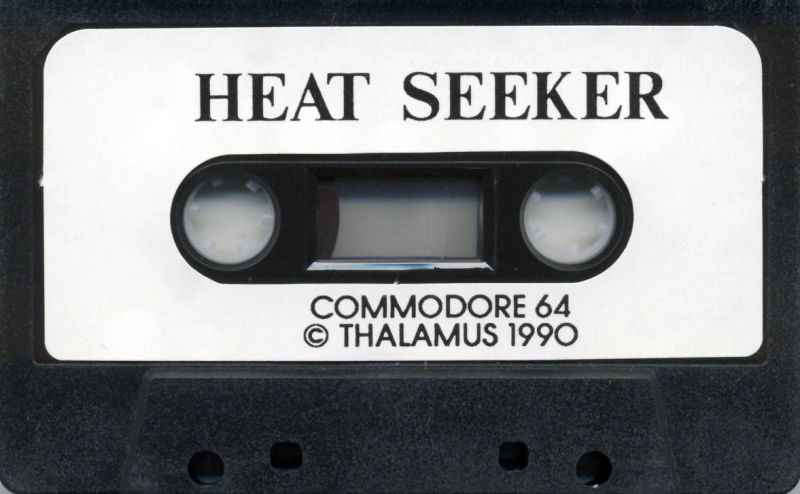 HEAT SEEKER
COMMODORE 64
© THALAMUS 1990